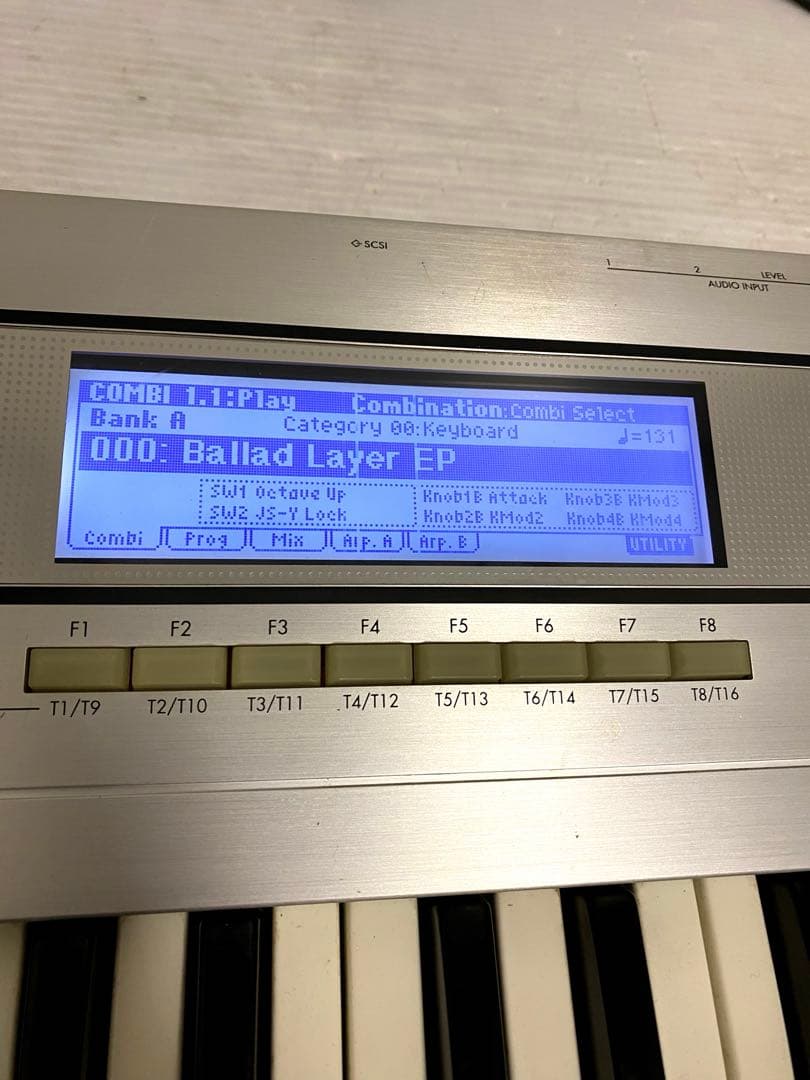 SCSI
1 2 LEVEL
AUDIO INPUT
COMBI 1.1:Play Combination:Combi Select
Bank A Category 00:Keyboard ♩=131
000: Ballad Layer EP
SW1 Octave Up Knob1B Attack Knob3B KMod3
SW2 JS-Y Lock Knob2B KMod2 Knob4B KMod4
Combi Prog Mix Arp. A Arp. B UTILITY
F1 F2 F3 F4 F5 F6 F7 F8
T1/T9 T2/T10 T3/T11 T4/T12 T5/T13 T6/T14 T7/T15 T8/T16